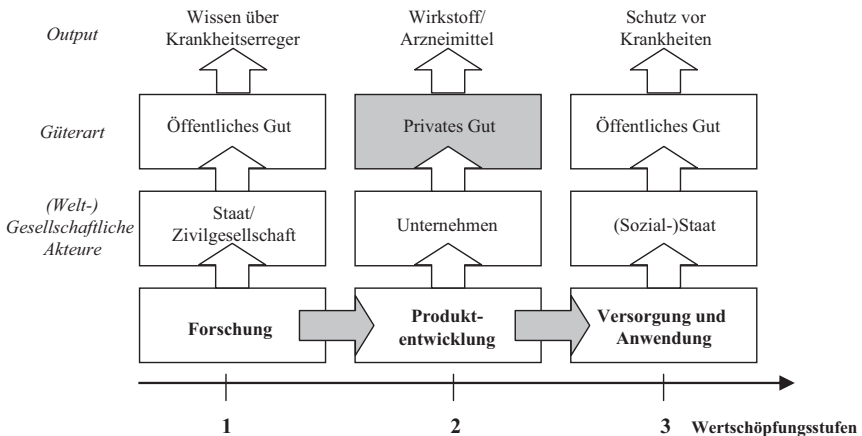 Output
Wissen über
Krankheitserreger
Wirkstoff/
Arzneimittel
Schutz vor
Krankheiten
Güterart
Öffentliches Gut
Privates Gut
Öffentliches Gut
(Welt-)
Gesellschaftliche
Akteure
Staat/
Zivilgesellschaft
Unternehmen
(Sozial-)Staat
Forschung
Produkt-
entwicklung
Versorgung und
Anwendung
1
2
3
Wertschöpfungsstufen